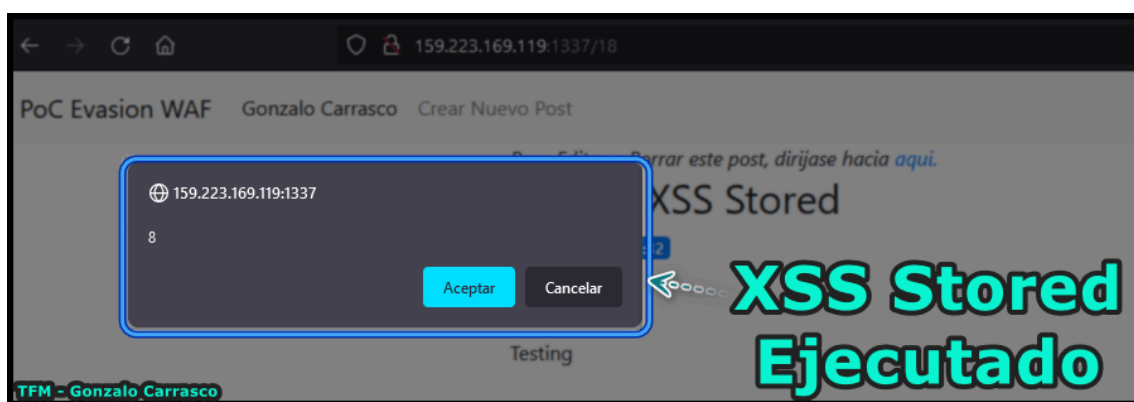 159.223.169.119:1337/18
PoC Evasion WAF Gonzalo Carrasco Crear Nuevo Post
Borrar este post, dirijase hacia aqui.
XSS Stored
159.223.169.119:1337
8
Aceptar Cancelar
XSS Stored
Ejecutado
Testing
TFM - Gonzalo Carrasco